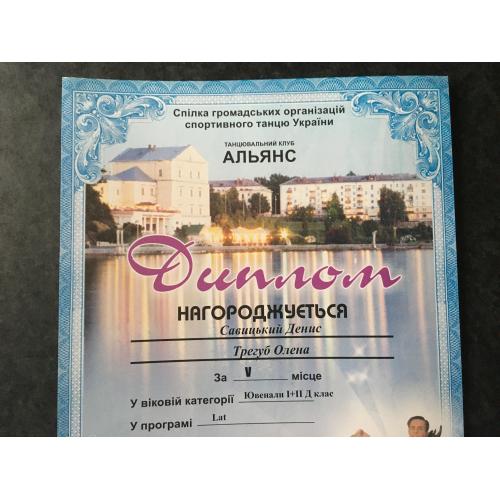 Спілка громадських організацій
спортивного танцю України
ТАНЦЮВАЛЬНИЙ КЛУБ
АЛЬЯНС
Диплом
НАГОРОДЖУЄТЬСЯ
Савицький Денис
Трегуб Олена
За V місце
У віковій категорії Ювенали I+II Д клас
У програмі Lat